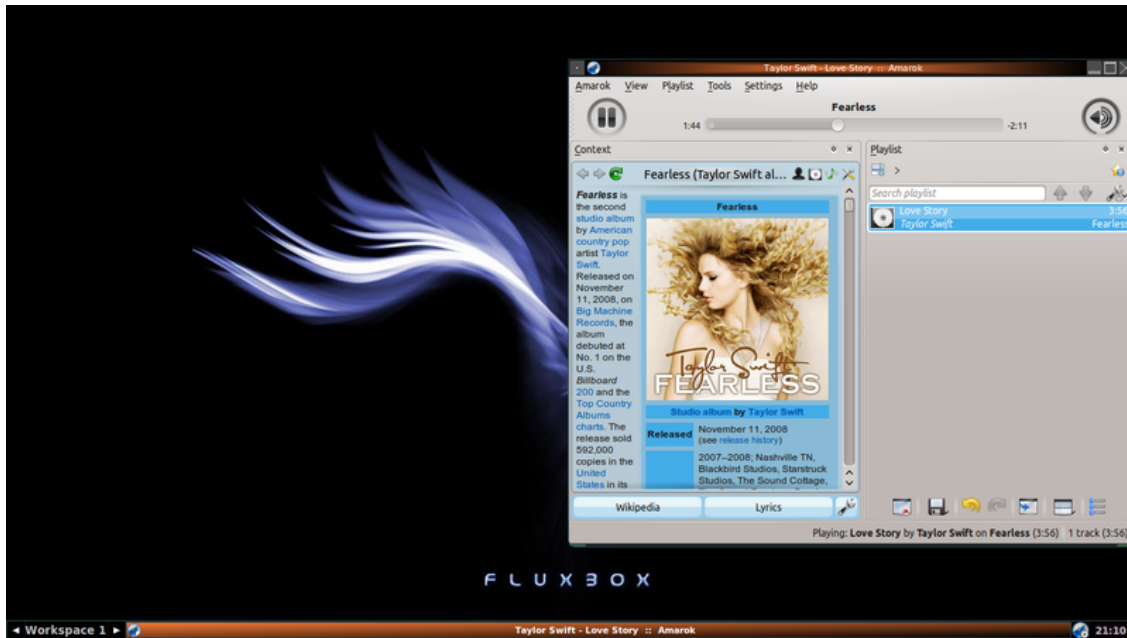 Taylor Swift - Love Story :: Amarok
Amarok View Playlist Tools Settings Help
Fearless
1:44 -2:11
Context
Fearless (Taylor Swift al...
Fearless is
the second
studio album
by American
country pop
artist Taylor
Swift.
Released on
November
11, 2008, on
Big Machine
Records, the
album
debuted at
No. 1 on the
U.S.
Billboard
200 and the
Top Country
Albums
charts. The
release sold
592,000
copies in the
United
States in its
Fearless
Taylor Swift
FEARLESS
Studio album by Taylor Swift
Released November 11, 2008
(see release history)
2007–2008; Nashville TN,
Blackbird Studios, Starstruck
Studios, The Sound Cottage,
Wikipedia Lyrics
Playlist
>
Search playlist
Love Story 3:56
Taylor Swift Fearless
Playing: Love Story by Taylor Swift on Fearless (3:56) 1 track (3:56)
FLUXBOX
Workspace 1 Taylor Swift - Love Story :: Amarok 21:10